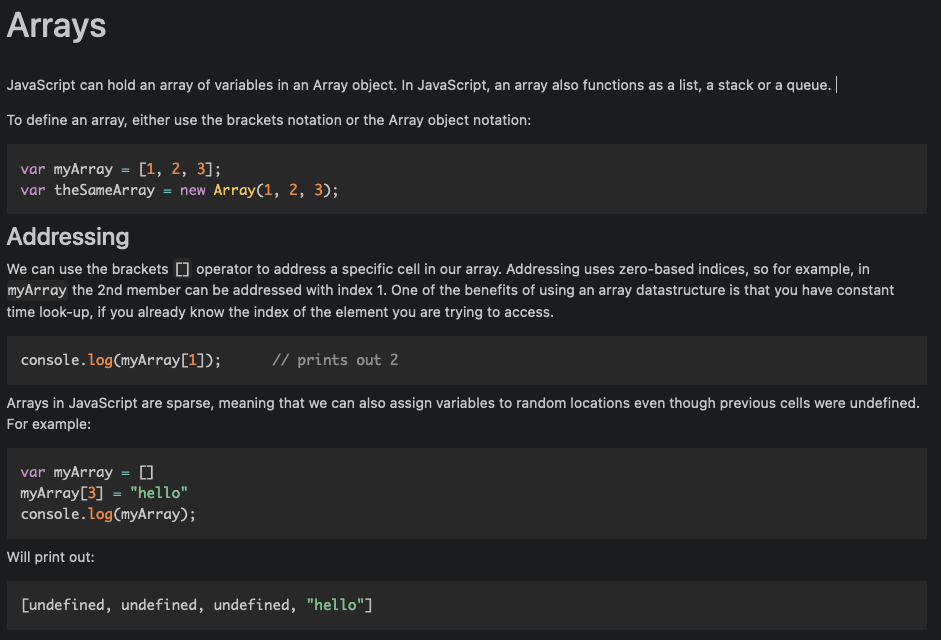 Arrays
JavaScript can hold an array of variables in an Array object. In JavaScript, an array also functions as a list, a stack or a queue.
To define an array, either use the brackets notation or the Array object notation:
var myArray = [1, 2, 3];
var theSameArray = new Array(1, 2, 3);
Addressing
We can use the brackets [] operator to address a specific cell in our array. Addressing uses zero-based indices, so for example, in
myArray the 2nd member can be addressed with index 1. One of the benefits of using an array datastructure is that you have constant
time look-up, if you already know the index of the element you are trying to access.
console.log(myArray[1]);      // prints out 2
Arrays in JavaScript are sparse, meaning that we can also assign variables to random locations even though previous cells were undefined.
For example:
var myArray = []
myArray[3] = "hello"
console.log(myArray);
Will print out:
[undefined, undefined, undefined, "hello"]